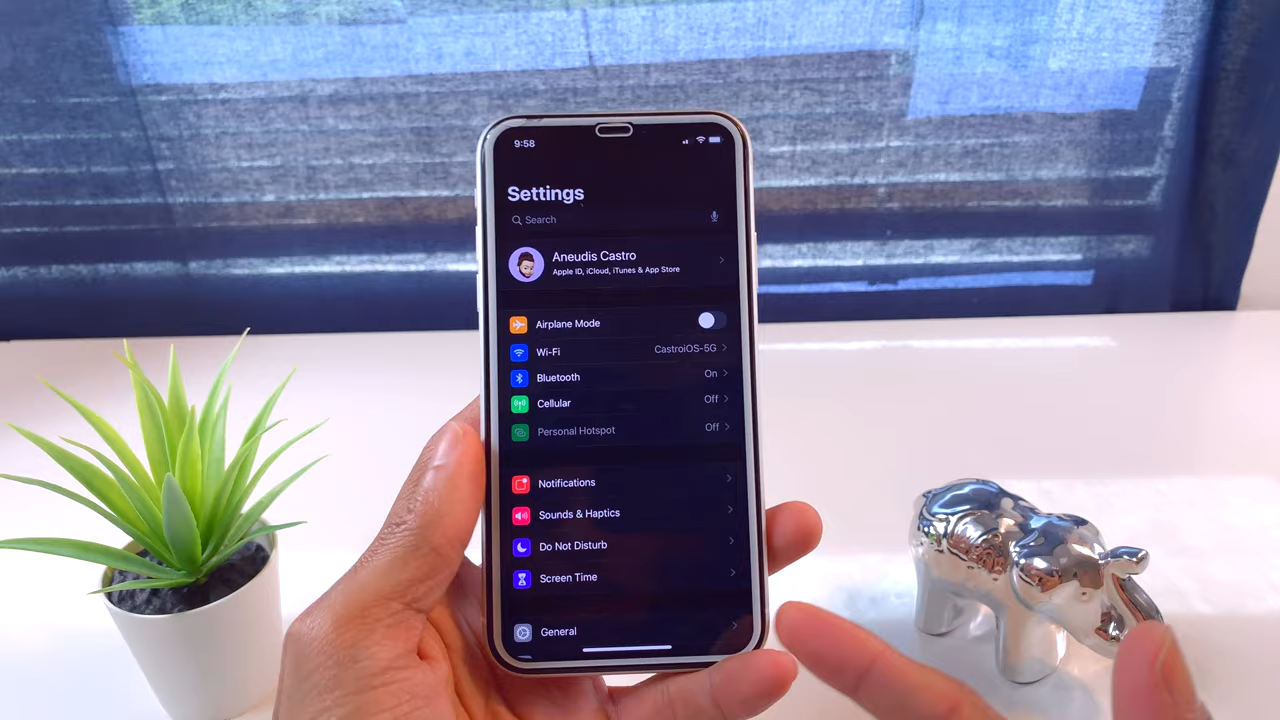 9:58
Settings
Search
Aneudis Castro
Apple ID, iCloud, iTunes & App Store
Airplane Mode
Wi-Fi CastroiOS-5G
Bluetooth On
Cellular Off
Personal Hotspot Off
Notifications
Sounds & Haptics
Do Not Disturb
Screen Time
General